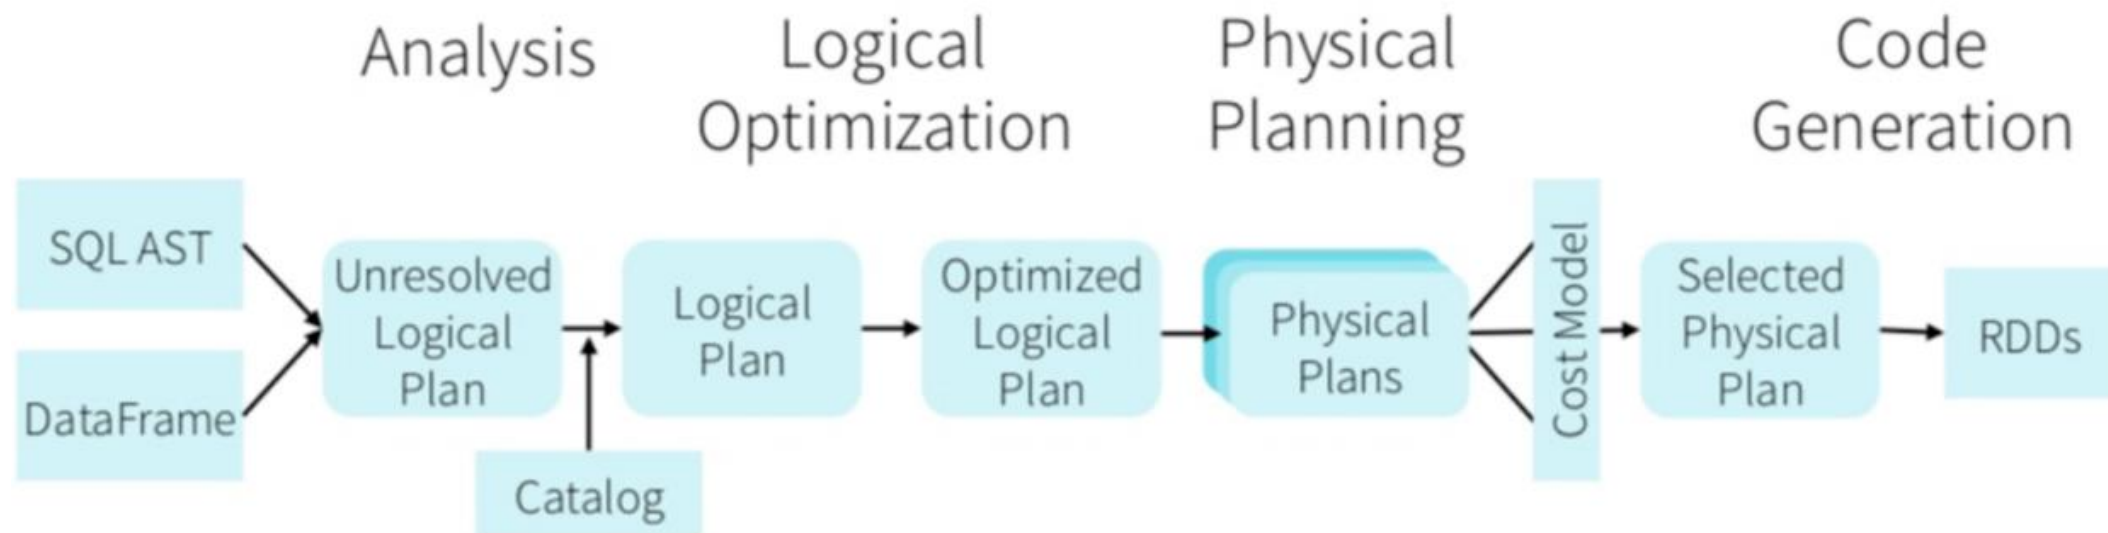 Analysis
Logical
Optimization
Physical
Planning
Code
Generation
SQL AST
DataFrame
Unresolved
Logical
Plan
Catalog
Logical
Plan
Optimized
Logical
Plan
Physical
Plans
Cost Model
Selected
Physical
Plan
RDDs